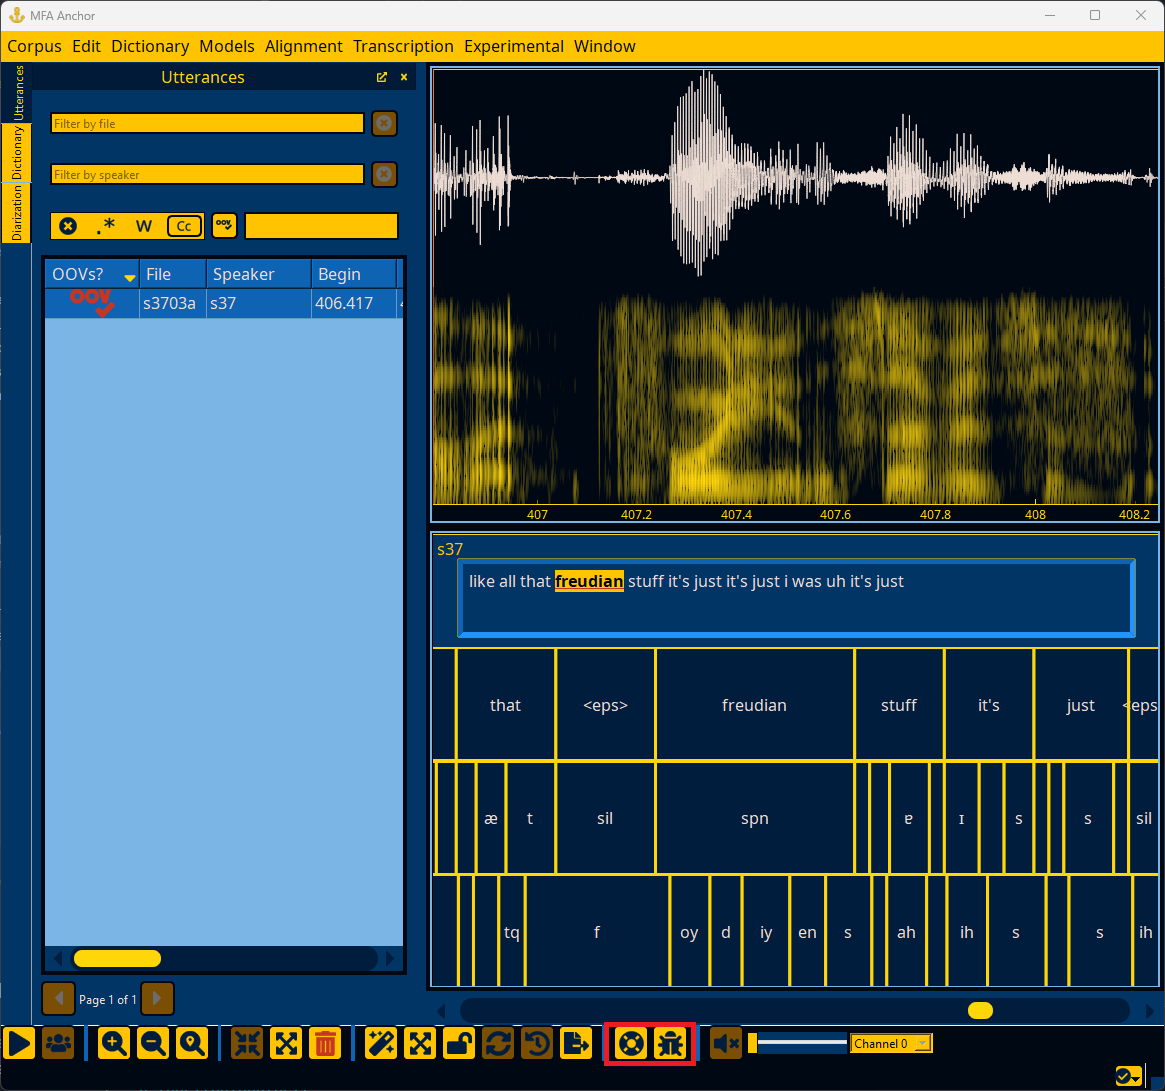 MFA Anchor
Corpus Edit Dictionary Models Alignment Transcription Experimental Window
Utterances
Utterances
Dictionary
Diarization
Filter by file
Filter by speaker
.* W Cc OOV
OOVs? File Speaker Begin
OOV s3703a s37 406.417
Page 1 of 1
407 407.2 407.4 407.6 407.8 408 408.2
s37
like all that freudian stuff it's just it's just i was uh it's just
that <eps> freudian stuff it's just <eps
æ t sil spn ɐ ɪ s s sil
tq f oy d iy en s ah ih s s ih
Channel 0